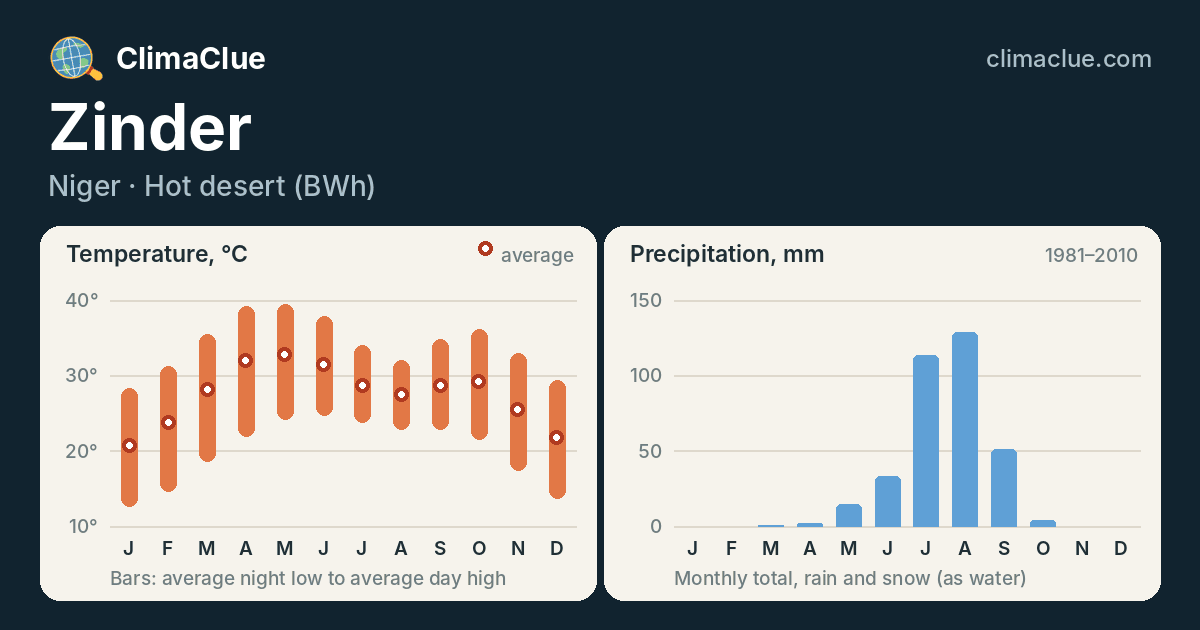 ClimaClue
climaclue.com
Zinder
Niger · Hot desert (BWh)
Temperature, °C
average
40°
30°
20°
10°
J F M A M J J A S O N D
Bars: average night low to average day high
Precipitation, mm
1981–2010
150
100
50
0
J F M A M J J A S O N D
Monthly total, rain and snow (as water)